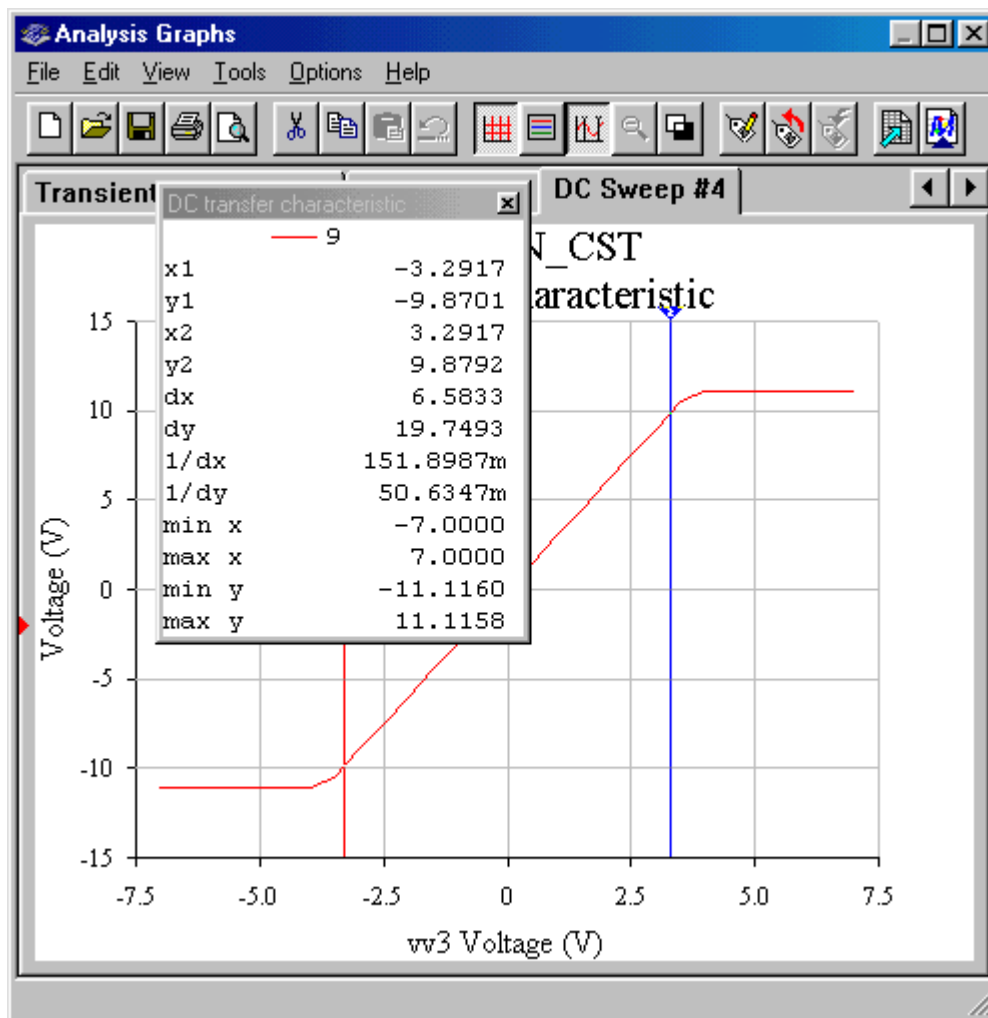 Analysis Graphs
File Edit View Tools Options Help
Transient
DC Sweep #4
DC transfer characteristic
9
x1 -3.2917
y1 -9.8701
x2 3.2917
y2 9.8792
dx 6.5833
dy 19.7493
1/dx 151.8987m
1/dy 50.6347m
min x -7.0000
max x 7.0000
min y -11.1160
max y 11.1158
N_CST
aracteristic
15
10
5
0
-5
-10
-15
Voltage (V)
-7.5 -5.0 -2.5 0 2.5 5.0 7.5
vv3 Voltage (V)